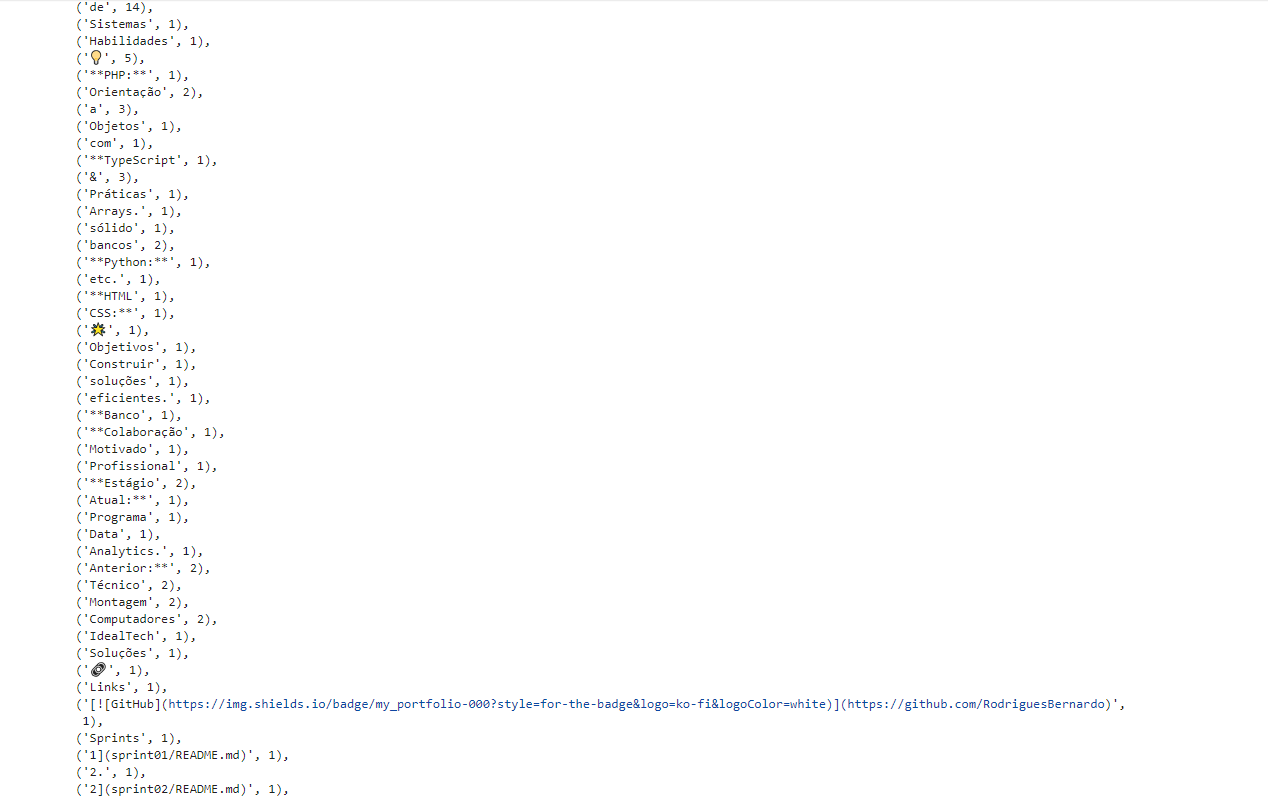 ('de', 14),
('Sistemas', 1),
('Habilidades', 1),
('💡', 5),
('**PHP:**', 1),
('Orientação', 2),
('a', 3),
('Objetos', 1),
('com', 1),
('**TypeScript', 1),
('&', 3),
('Práticas', 1),
('Arrays.', 1),
('sólido', 1),
('bancos', 2),
('**Python:**', 1),
('etc.', 1),
('**HTML', 1),
('CSS:**', 1),
('🌟', 1),
('Objetivos', 1),
('Construir', 1),
('soluções', 1),
('eficientes.', 1),
('**Banco', 1),
('**Colaboração', 1),
('Motivado', 1),
('Profissional', 1),
('**Estágio', 2),
('Atual:**', 1),
('Programa', 1),
('Data', 1),
('Analytics.', 1),
('Anterior:**', 2),
('Técnico', 2),
('Montagem', 2),
('Computadores', 2),
('IdealTech', 1),
('Soluções', 1),
('', 1),
('Links', 1),
('[![GitHub](https://img.shields.io/badge/my_portfolio-000?style=for-the-badge&logo=ko-fi&logoColor=white)](https://github.com/RodriguesBernardo)',
1),
('Sprints', 1),
('1](sprint01/README.md)', 1),
('2.', 1),
('2](sprint02/README.md)', 1),